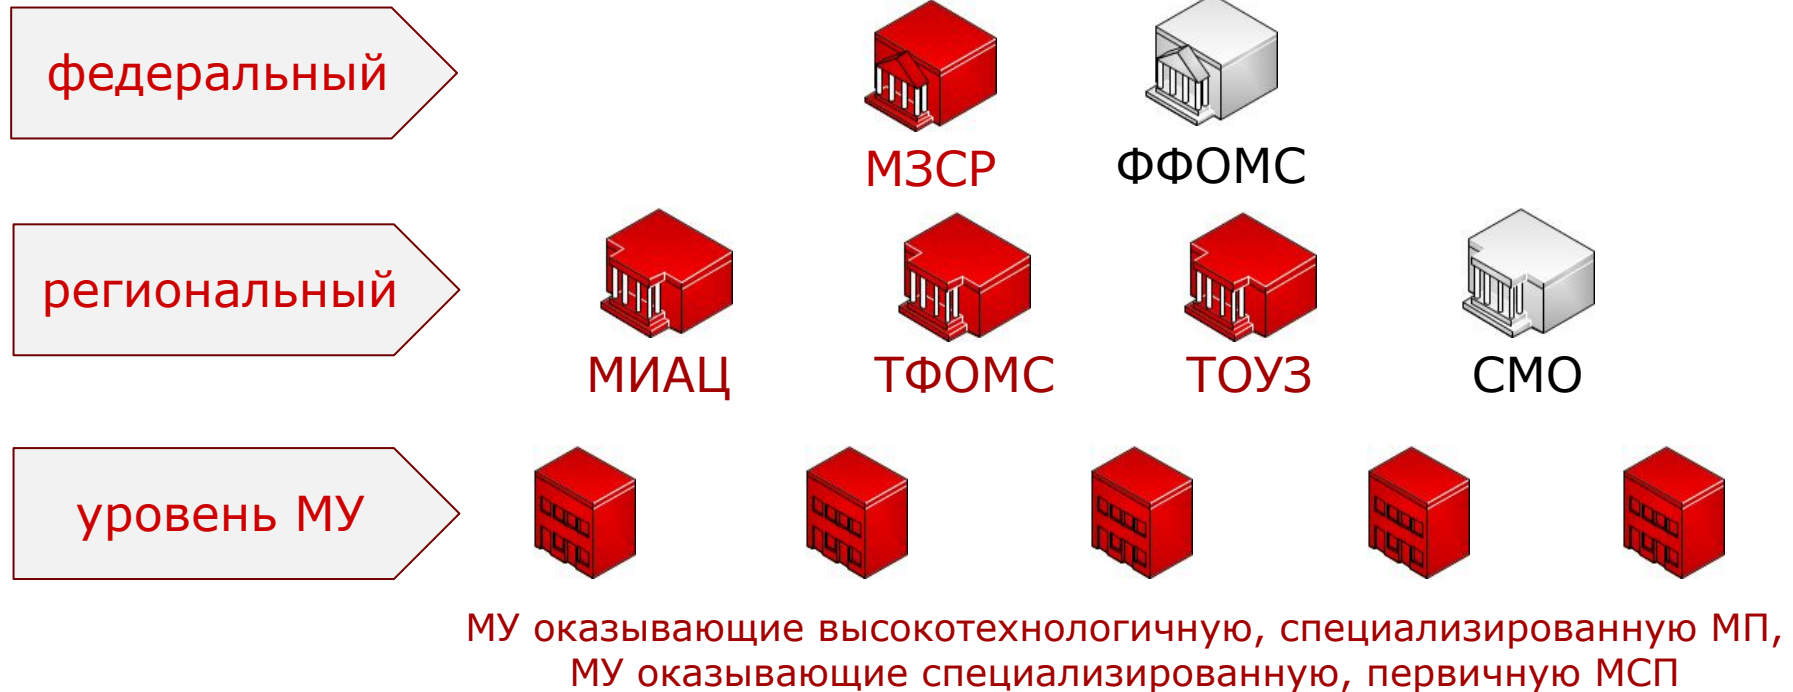 федеральный
МЗСР
ФФОМС
региональный
МИАЦ
ТФОМС
ТОУЗ
СМО
уровень МУ
МУ оказывающие высокотехнологичную, специализированную МП,
МУ оказывающие специализированную, первичную МСП